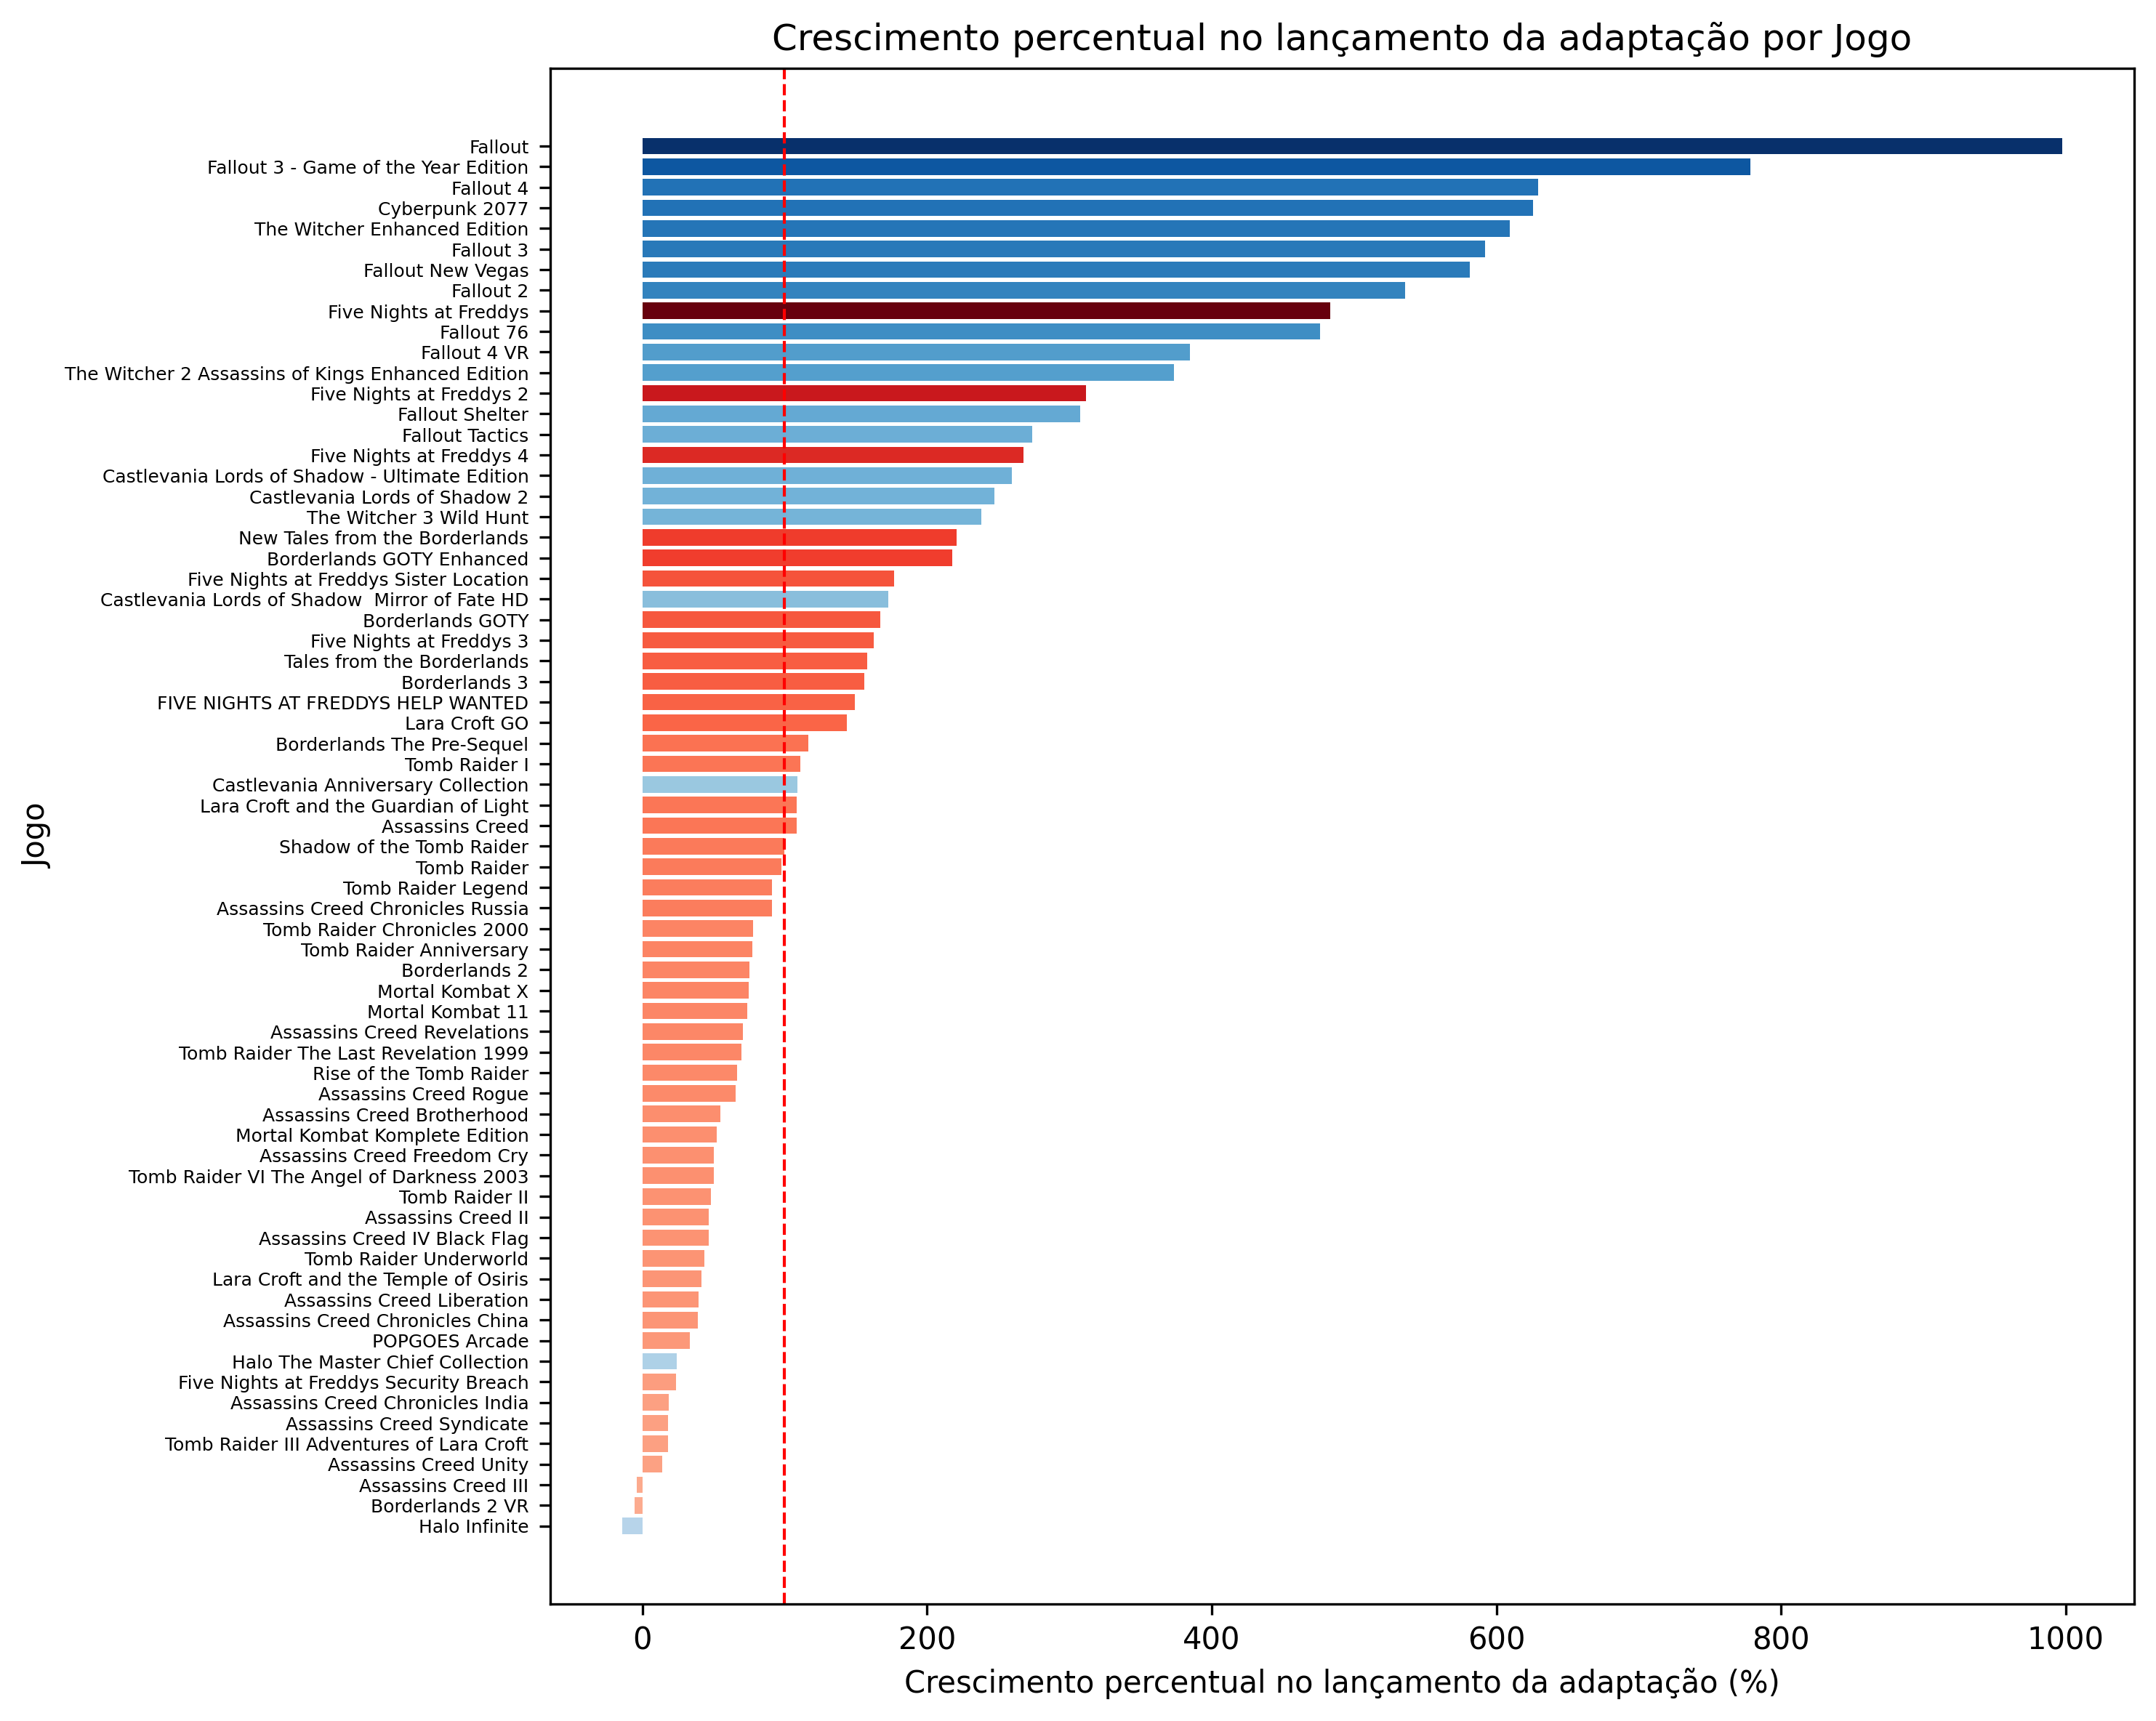 Crescimento percentual no lançamento da adaptação por Jogo
Jogo
Fallout
Fallout 3 - Game of the Year Edition
Fallout 4
Cyberpunk 2077
The Witcher Enhanced Edition
Fallout 3
Fallout New Vegas
Fallout 2
Five Nights at Freddys
Fallout 76
Fallout 4 VR
The Witcher 2 Assassins of Kings Enhanced Edition
Five Nights at Freddys 2
Fallout Shelter
Fallout Tactics
Five Nights at Freddys 4
Castlevania Lords of Shadow - Ultimate Edition
Castlevania Lords of Shadow 2
The Witcher 3 Wild Hunt
New Tales from the Borderlands
Borderlands GOTY Enhanced
Five Nights at Freddys Sister Location
Castlevania Lords of Shadow  Mirror of Fate HD
Borderlands GOTY
Five Nights at Freddys 3
Tales from the Borderlands
Borderlands 3
FIVE NIGHTS AT FREDDYS HELP WANTED
Lara Croft GO
Borderlands The Pre-Sequel
Tomb Raider I
Castlevania Anniversary Collection
Lara Croft and the Guardian of Light
Assassins Creed
Shadow of the Tomb Raider
Tomb Raider
Tomb Raider Legend
Assassins Creed Chronicles Russia
Tomb Raider Chronicles 2000
Tomb Raider Anniversary
Borderlands 2
Mortal Kombat X
Mortal Kombat 11
Assassins Creed Revelations
Tomb Raider The Last Revelation 1999
Rise of the Tomb Raider
Assassins Creed Rogue
Assassins Creed Brotherhood
Mortal Kombat Komplete Edition
Assassins Creed Freedom Cry
Tomb Raider VI The Angel of Darkness 2003
Tomb Raider II
Assassins Creed II
Assassins Creed IV Black Flag
Tomb Raider Underworld
Lara Croft and the Temple of Osiris
Assassins Creed Liberation
Assassins Creed Chronicles China
POPGOES Arcade
Halo The Master Chief Collection
Five Nights at Freddys Security Breach
Assassins Creed Chronicles India
Assassins Creed Syndicate
Tomb Raider III Adventures of Lara Croft
Assassins Creed Unity
Assassins Creed III
Borderlands 2 VR
Halo Infinite
0 200 400 600 800 1000
Crescimento percentual no lançamento da adaptação (%)